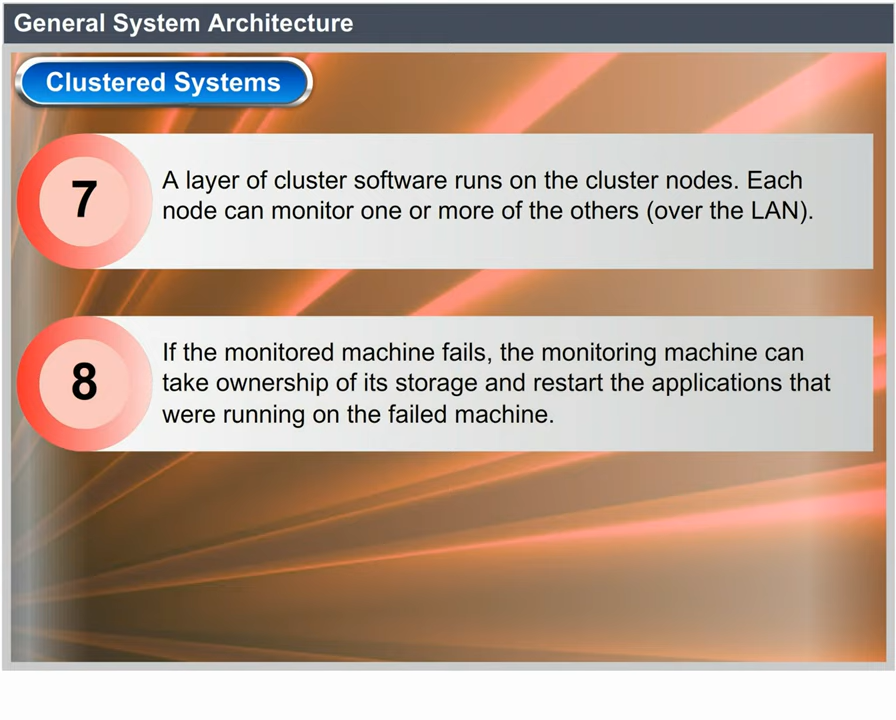 General System Architecture
Clustered Systems
7
A layer of cluster software runs on the cluster nodes. Each
node can monitor one or more of the others (over the LAN).
8
If the monitored machine fails, the monitoring machine can
take ownership of its storage and restart the applications that
were running on the failed machine.